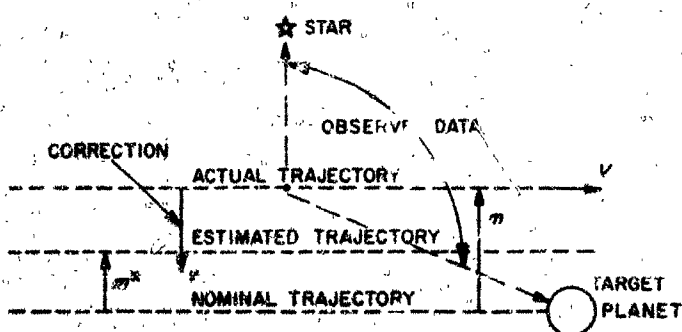 STAR
OBSERVE DATA
CORRECTION
ACTUAL TRAJECTORY
V
n
ESTIMATED TRAJECTORY
m*
NOMINAL TRAJECTORY
TARGET
PLANET